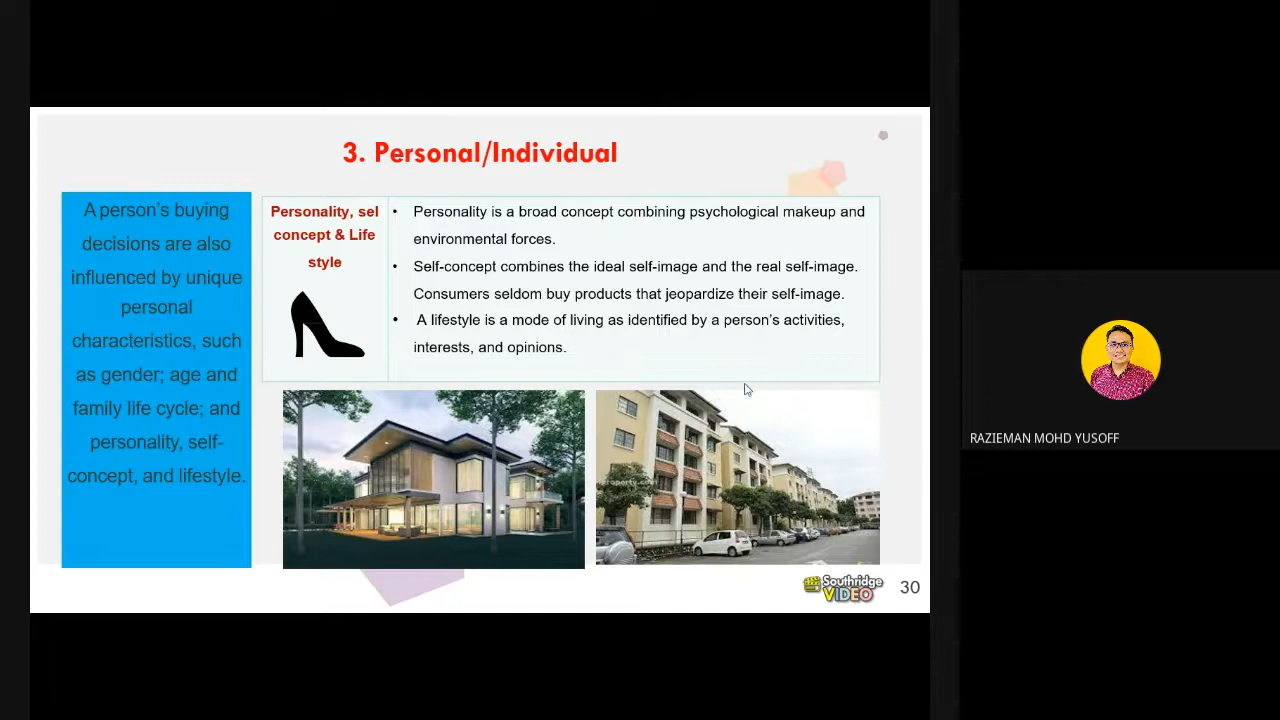 3. Personal/Individual
A person's buying
decisions are also
influenced by unique
personal
characteristics, such
as gender; age and
family life cycle; and
personality, self-
concept, and lifestyle.
Personality, sel
concept & Life
style
• Personality is a broad concept combining psychological makeup and
environmental forces.
• Self-concept combines the ideal self-image and the real self-image.
Consumers seldom buy products that jeopardize their self-image.
• A lifestyle is a mode of living as identified by a person's activities,
interests, and opinions.
Southridge
VIDEO
30
RAZIEMAN MOHD YUSOFF